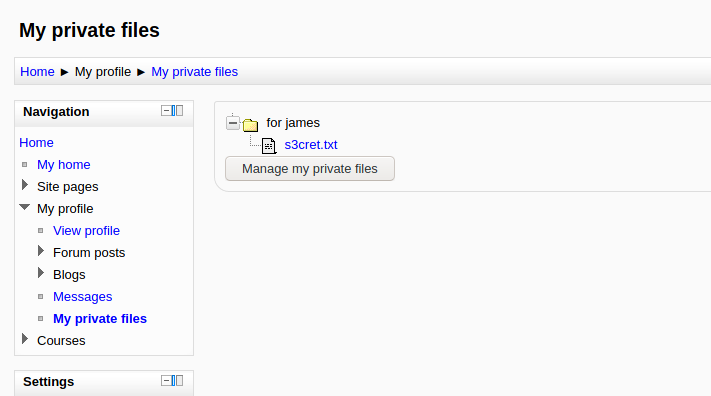 My private files
Home ► My profile ► My private files
Navigation
Home
My home
Site pages
My profile
View profile
Forum posts
Blogs
Messages
My private files
Courses
Settings
for james
s3cret.txt
Manage my private files